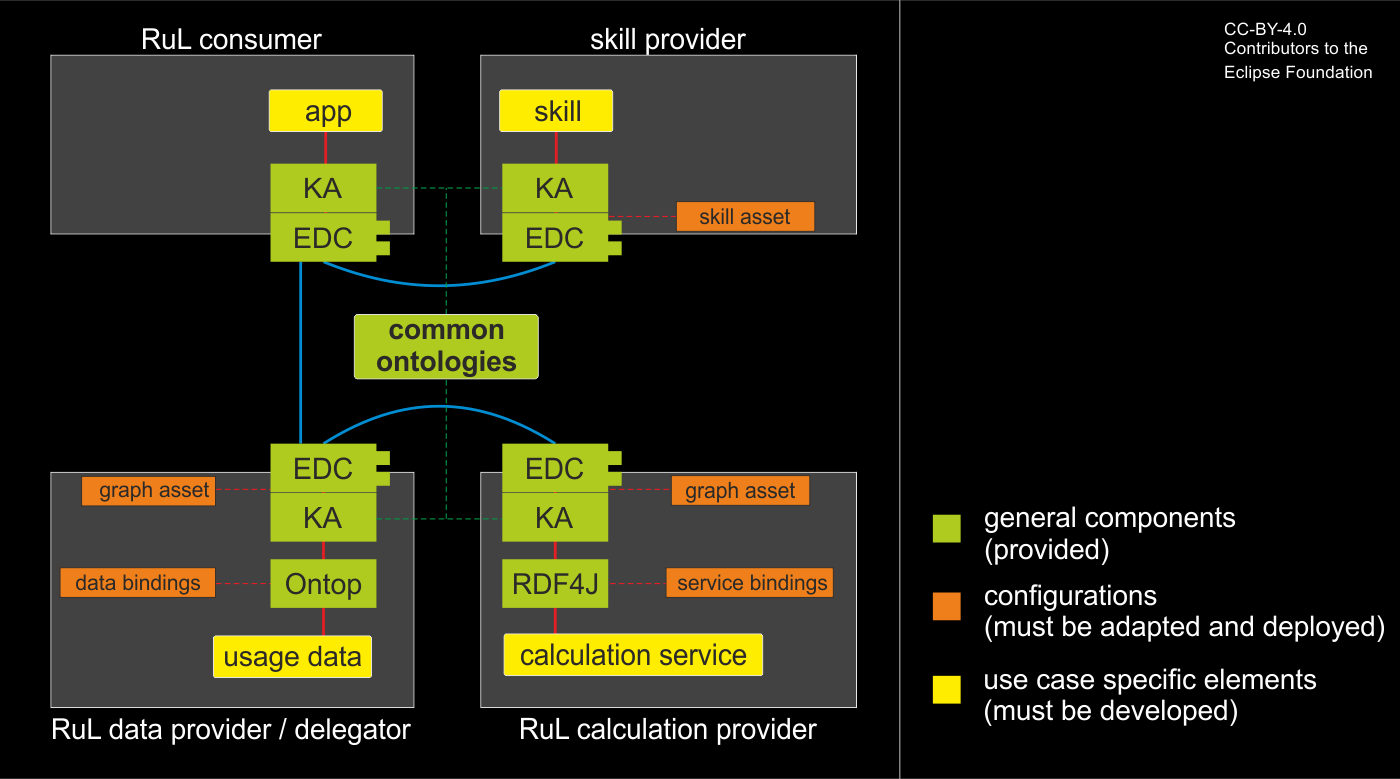 RuL consumer
skill provider
CC-BY-4.0
Contributors to the
Eclipse Foundation
app
skill
KA
KA
skill asset
EDC
EDC
common
ontologies
EDC
EDC
graph asset
graph asset
KA
KA
data bindings
Ontop
RDF4J
service bindings
usage data
calculation service
RuL data provider / delegator
RuL calculation provider
general components
(provided)
configurations
(must be adapted and deployed)
use case specific elements
(must be developed)